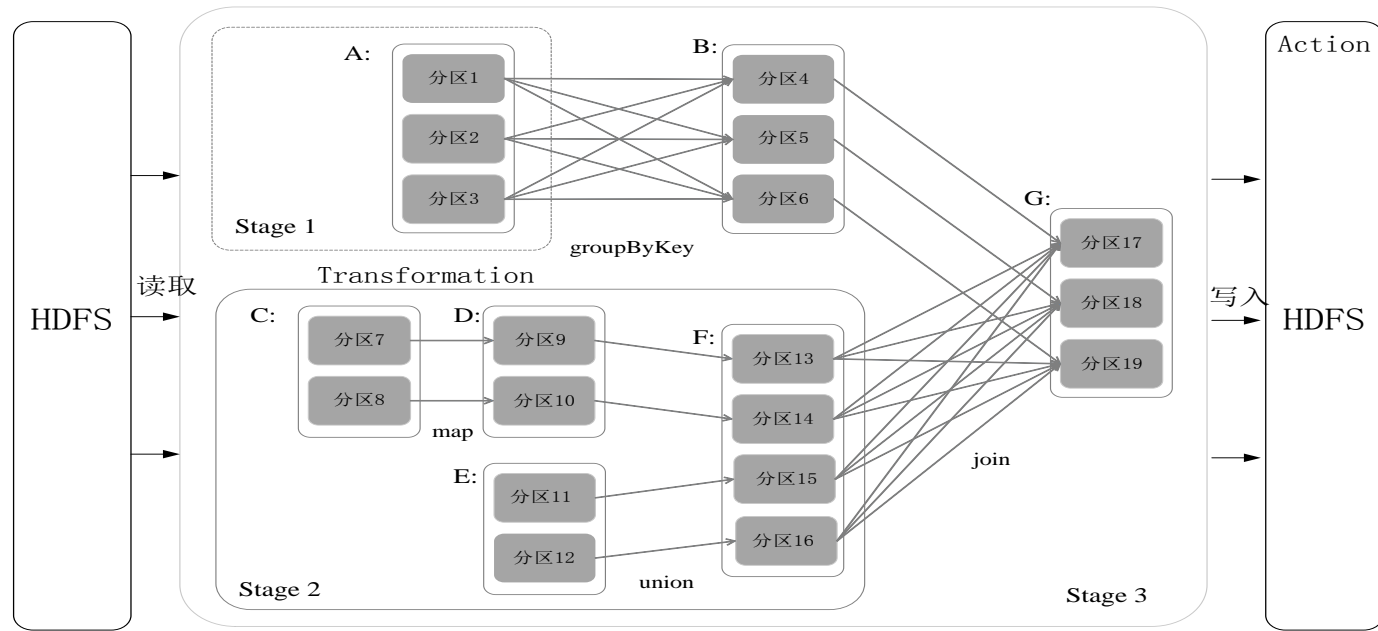 HDFS
读取
A:
分区1
分区2
分区3
Stage 1
groupByKey
B:
分区4
分区5
分区6
Transformation
C:
分区7
分区8
map
D:
分区9
分区10
E:
分区11
分区12
union
F:
分区13
分区14
分区15
分区16
Stage 2
join
G:
分区17
分区18
分区19
Stage 3
写入
Action
HDFS